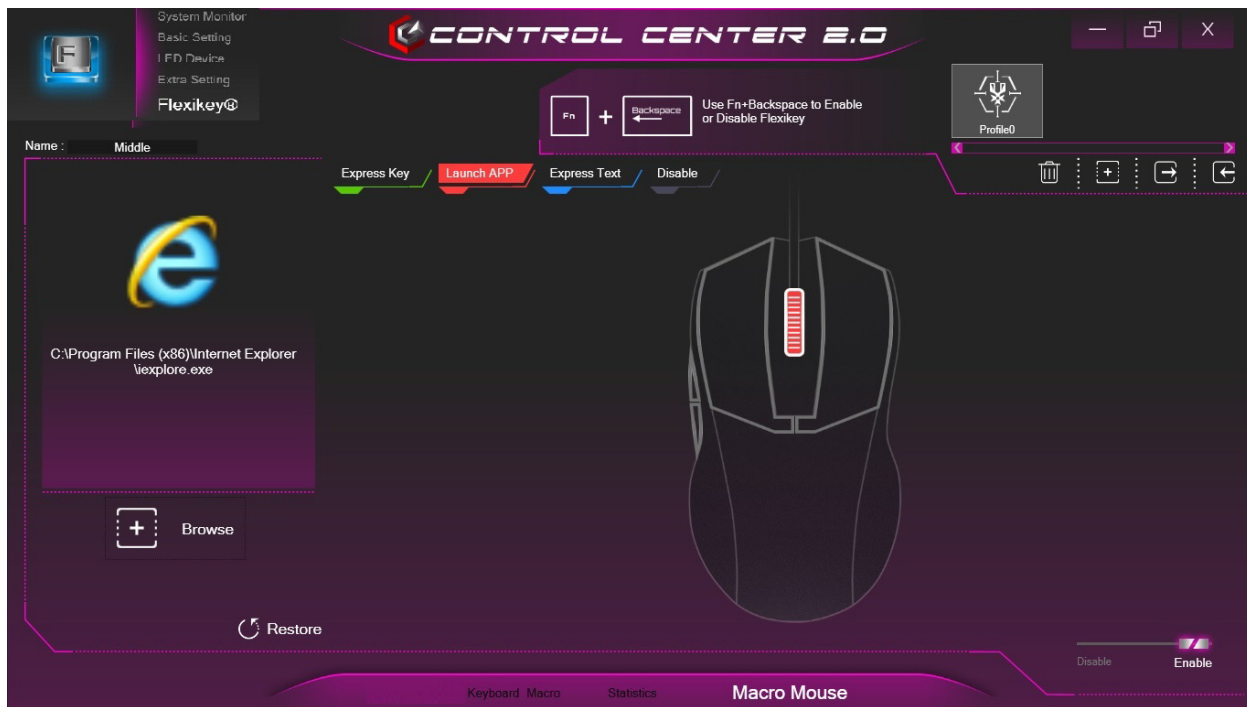 System Monitor
Basic Setting
LED Device
Extra Setting
Flexikey®
CONTROL CENTER 2.0
Fn
+
Backspace
Use Fn+Backspace to Enable
or Disable Flexikey
Profile0
Name :
Middle
Express Key
Launch APP
Express Text
Disable
C:\Program Files (x86)\Internet Explorer
\iexplore.exe
Browse
Restore
Disable
Enable
Keyboard Macro
Statistics
Macro Mouse